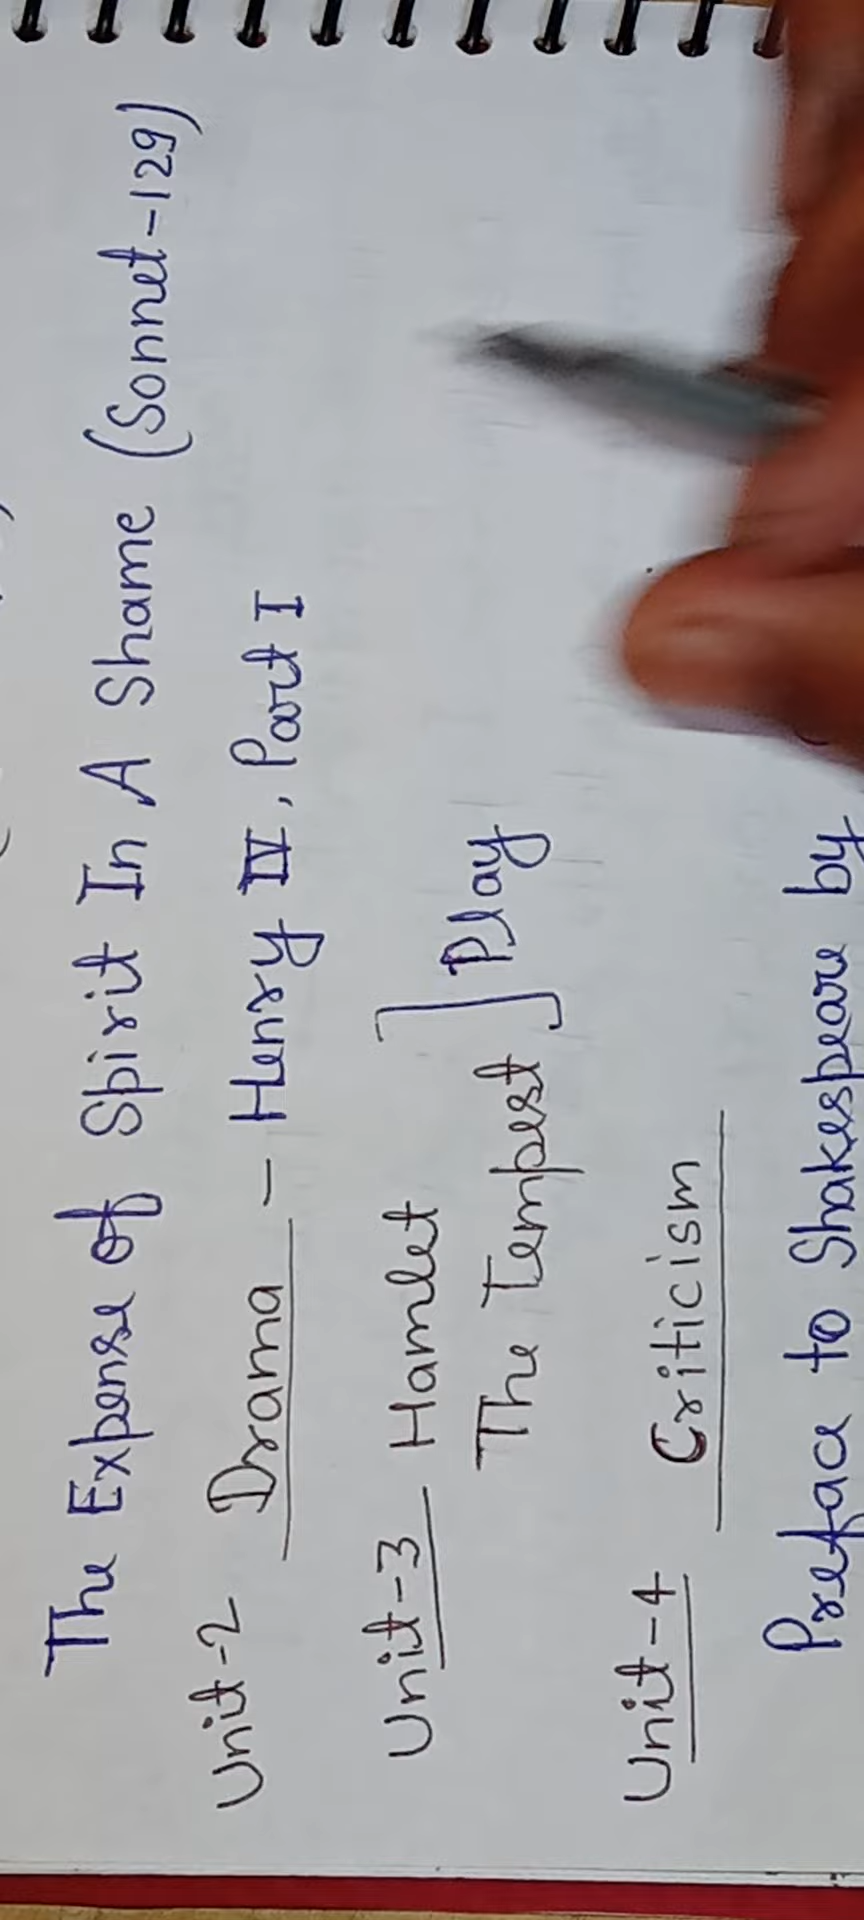 The Expense of Spirit In A Shame (Sonnet-129)
Unit-2 Drama - Henry IV, Part I
Unit-3 Hamlet
The Tempest ] Play
Unit-4 Criticism
Preface to Shakespeare by